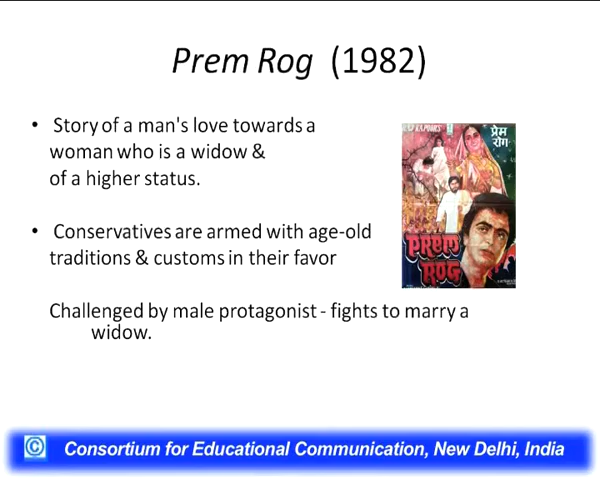 Prem Rog (1982)
• Story of a man's love towards a
woman who is a widow &
of a higher status.
• Conservatives are armed with age-old
traditions & customs in their favor
Challenged by male protagonist - fights to marry a
widow.
KAPOOR'S
प्रेम
रोग
PREM
ROG
© Consortium for Educational Communication, New Delhi, India